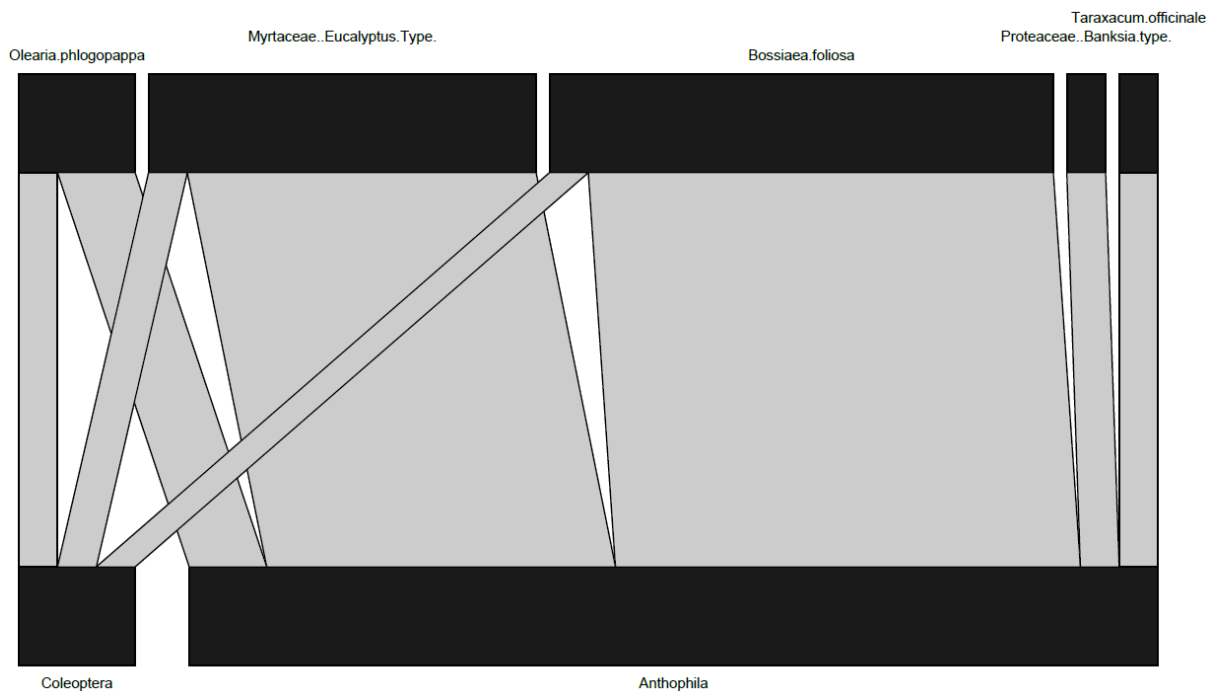 Taraxacum.officinale
Myrtaceae..Eucalyptus.Type.
Proteaceae..Banksia.type.
Olearia.phlogopappa
Bossiaea.foliosa
Coleoptera
Anthophila